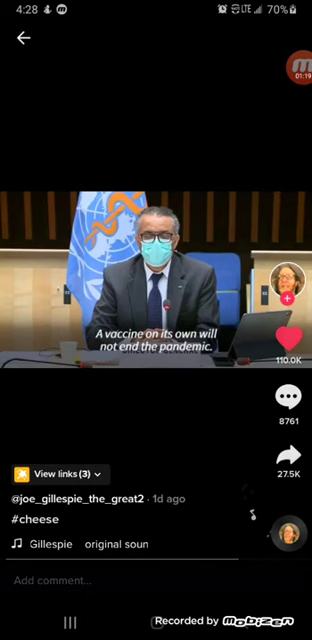 4:28
LTE
70%
01:19
A vaccine on its own will
not end the pandemic.
110.0K
8761
27.5K
View links (3)
@joe_gillespie_the_great2 · 1d ago
#cheese
Gillespie original soun
Add comment...
Recorded by mobizen